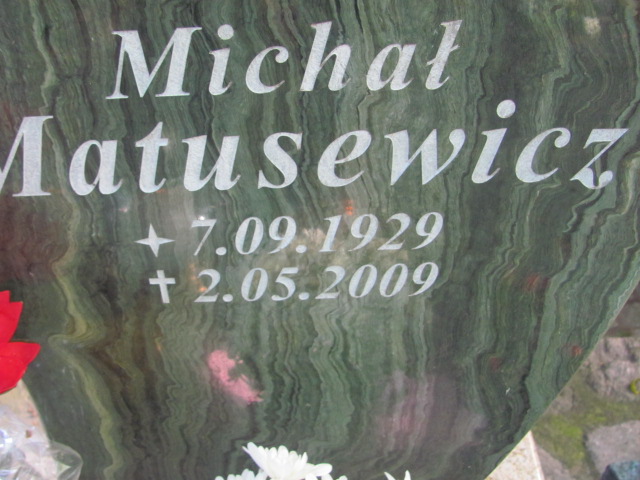 Michał
Matusewicz
✦ 7.09.1929
✝ 2.05.2009